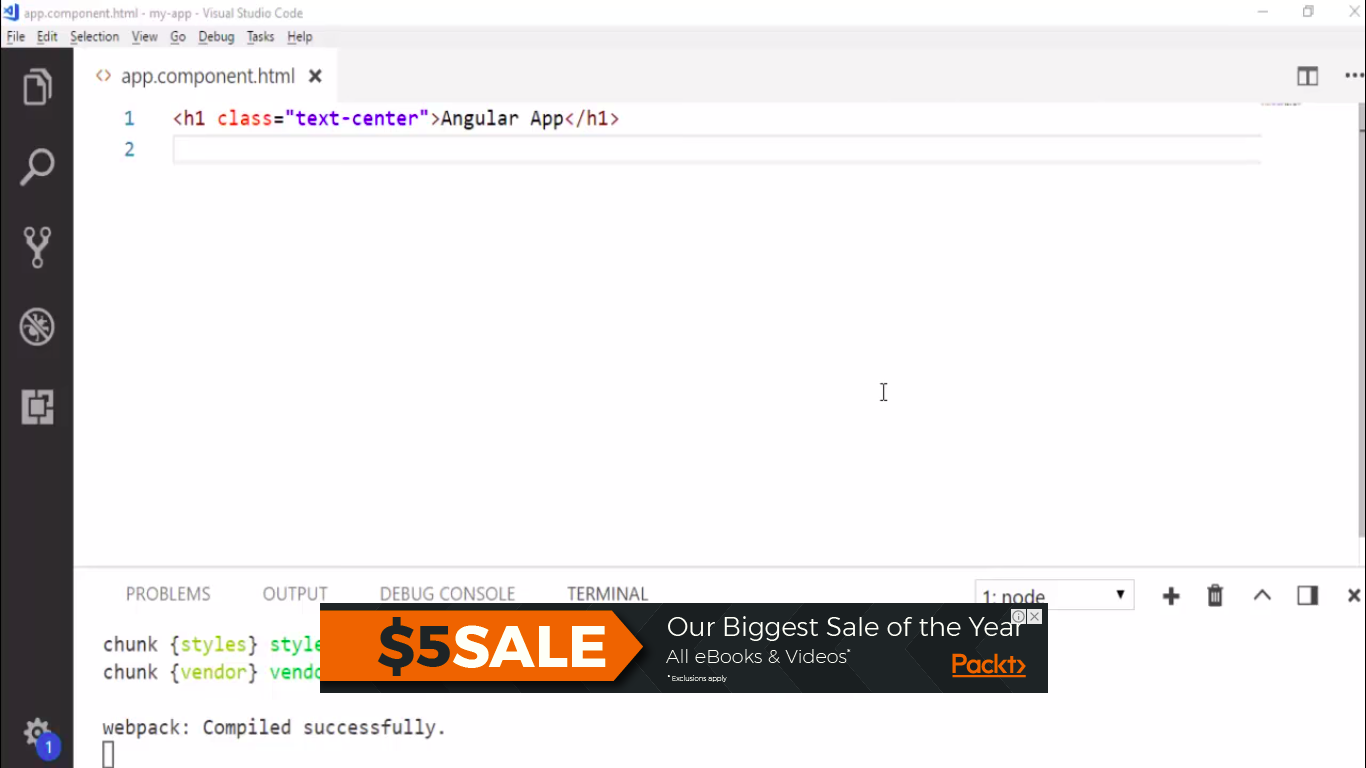 app.component.html - my-app - Visual Studio Code
File Edit Selection View Go Debug Tasks Help
<> app.component.html
1 <h1 class="text-center">Angular App</h1>
2
PROBLEMS OUTPUT DEBUG CONSOLE TERMINAL 1: node
chunk {styles} style
chunk {vendor} vendo
$5SALE
Our Biggest Sale of the Year
All eBooks & Videos*
* Exclusions apply
Packt>
webpack: Compiled successfully.
1